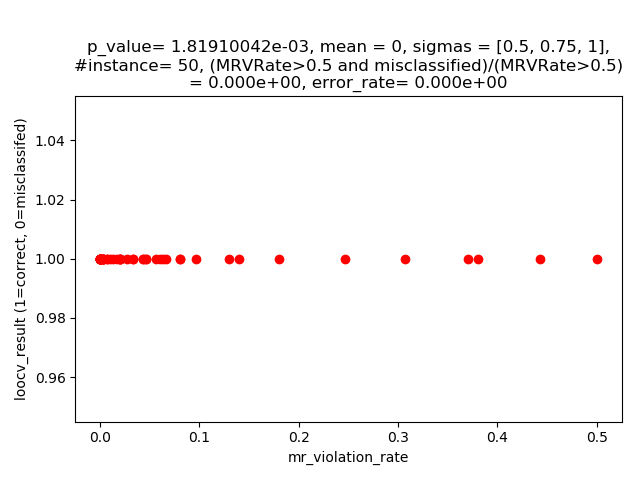 p_value= 1.81910042e-03, mean = 0, sigmas = [0.5, 0.75, 1],
#instance= 50, (MRVRate>0.5 and misclassified)/(MRVRate>0.5)
= 0.000e+00, error_rate= 0.000e+00
loocv_result (1=correct, 0=misclassifed)
1.04
1.02
1.00
0.98
0.96
0.0 0.1 0.2 0.3 0.4 0.5
mr_violation_rate